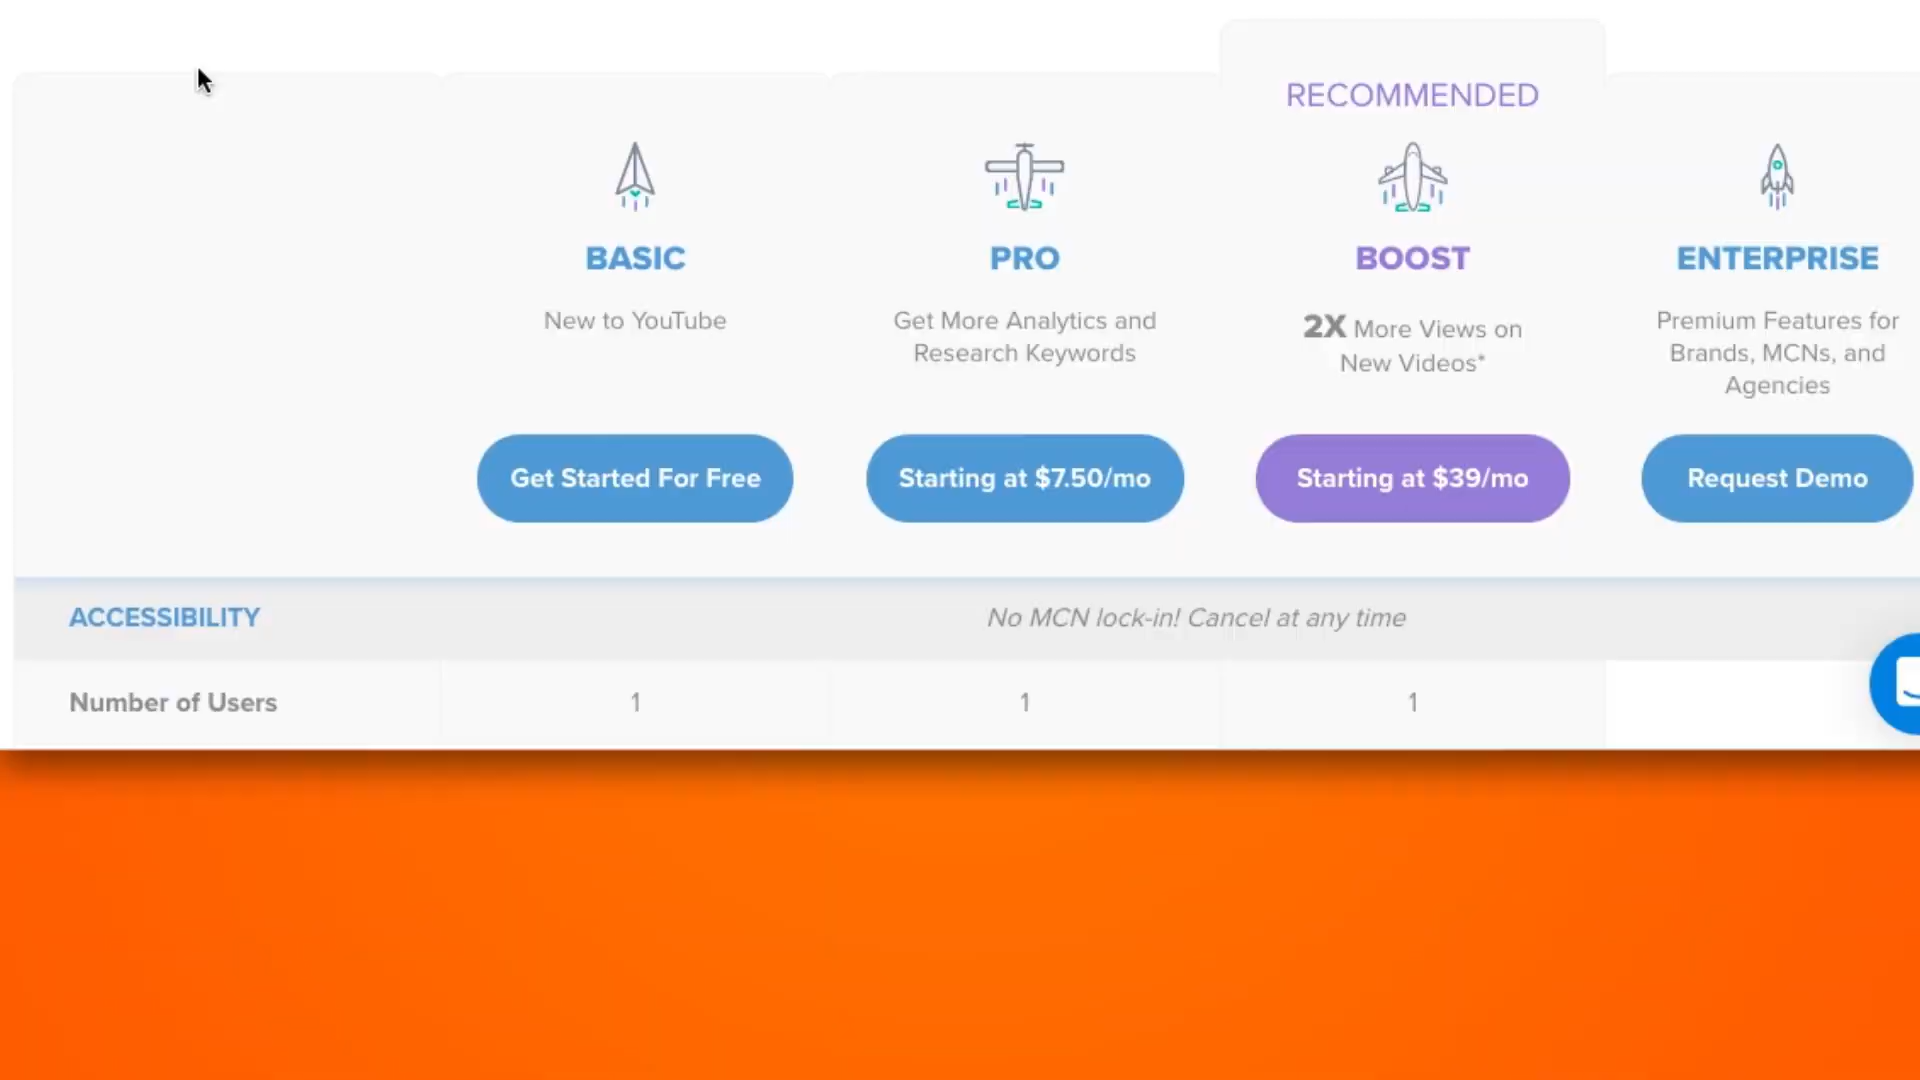 RECOMMENDED
BASIC
New to YouTube
Get Started For Free
PRO
Get More Analytics and
Research Keywords
Starting at $7.50/mo
BOOST
2X More Views on
New Videos*
Starting at $39/mo
ENTERPRISE
Premium Features for
Brands, MCNs, and
Agencies
Request Demo
ACCESSIBILITY
No MCN lock-in! Cancel at any time
Number of Users 1 1 1